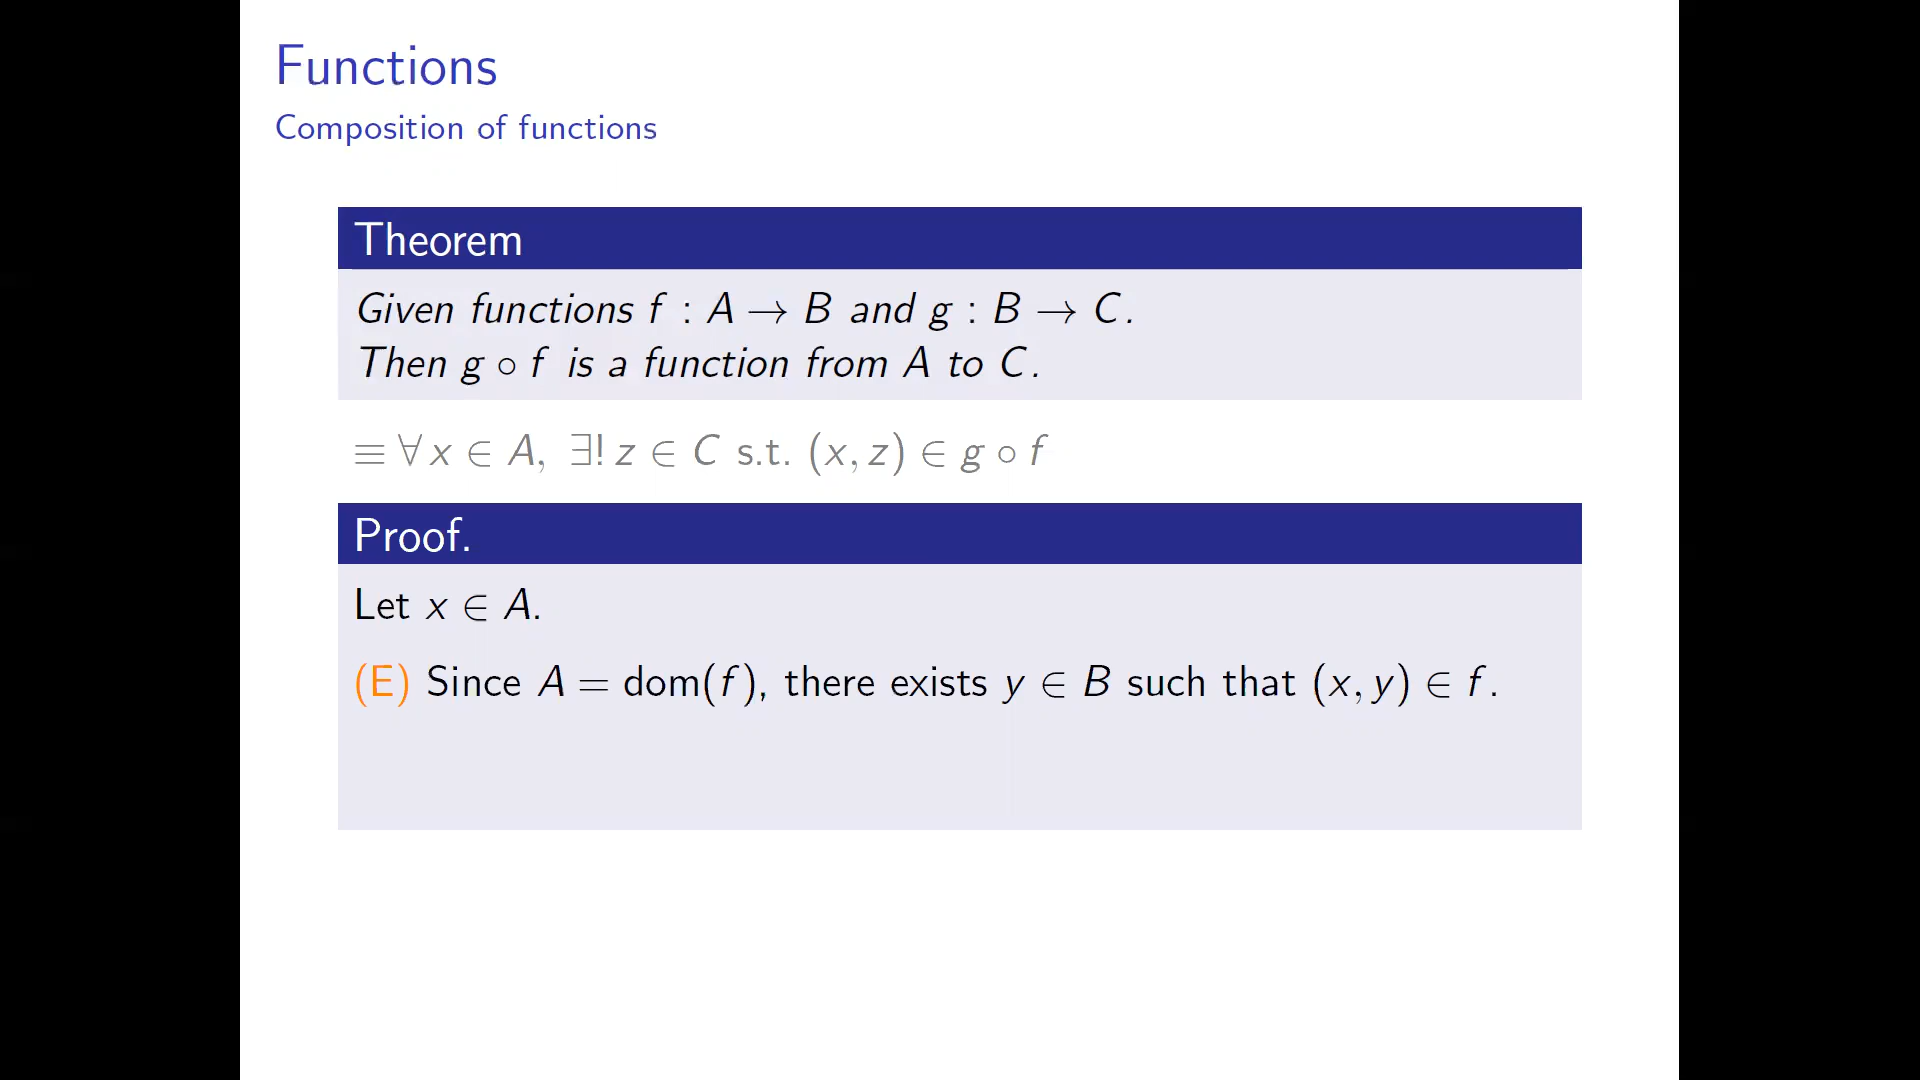 Functions
Composition of functions
Theorem
Given functions f : A → B and g : B → C.
Then g ∘ f is a function from A to C.
≡ ∀ x ∈ A, ∃! z ∈ C s.t. (x, z) ∈ g ∘ f
Proof.
Let x ∈ A.
(E) Since A = dom(f), there exists y ∈ B such that (x, y) ∈ f.